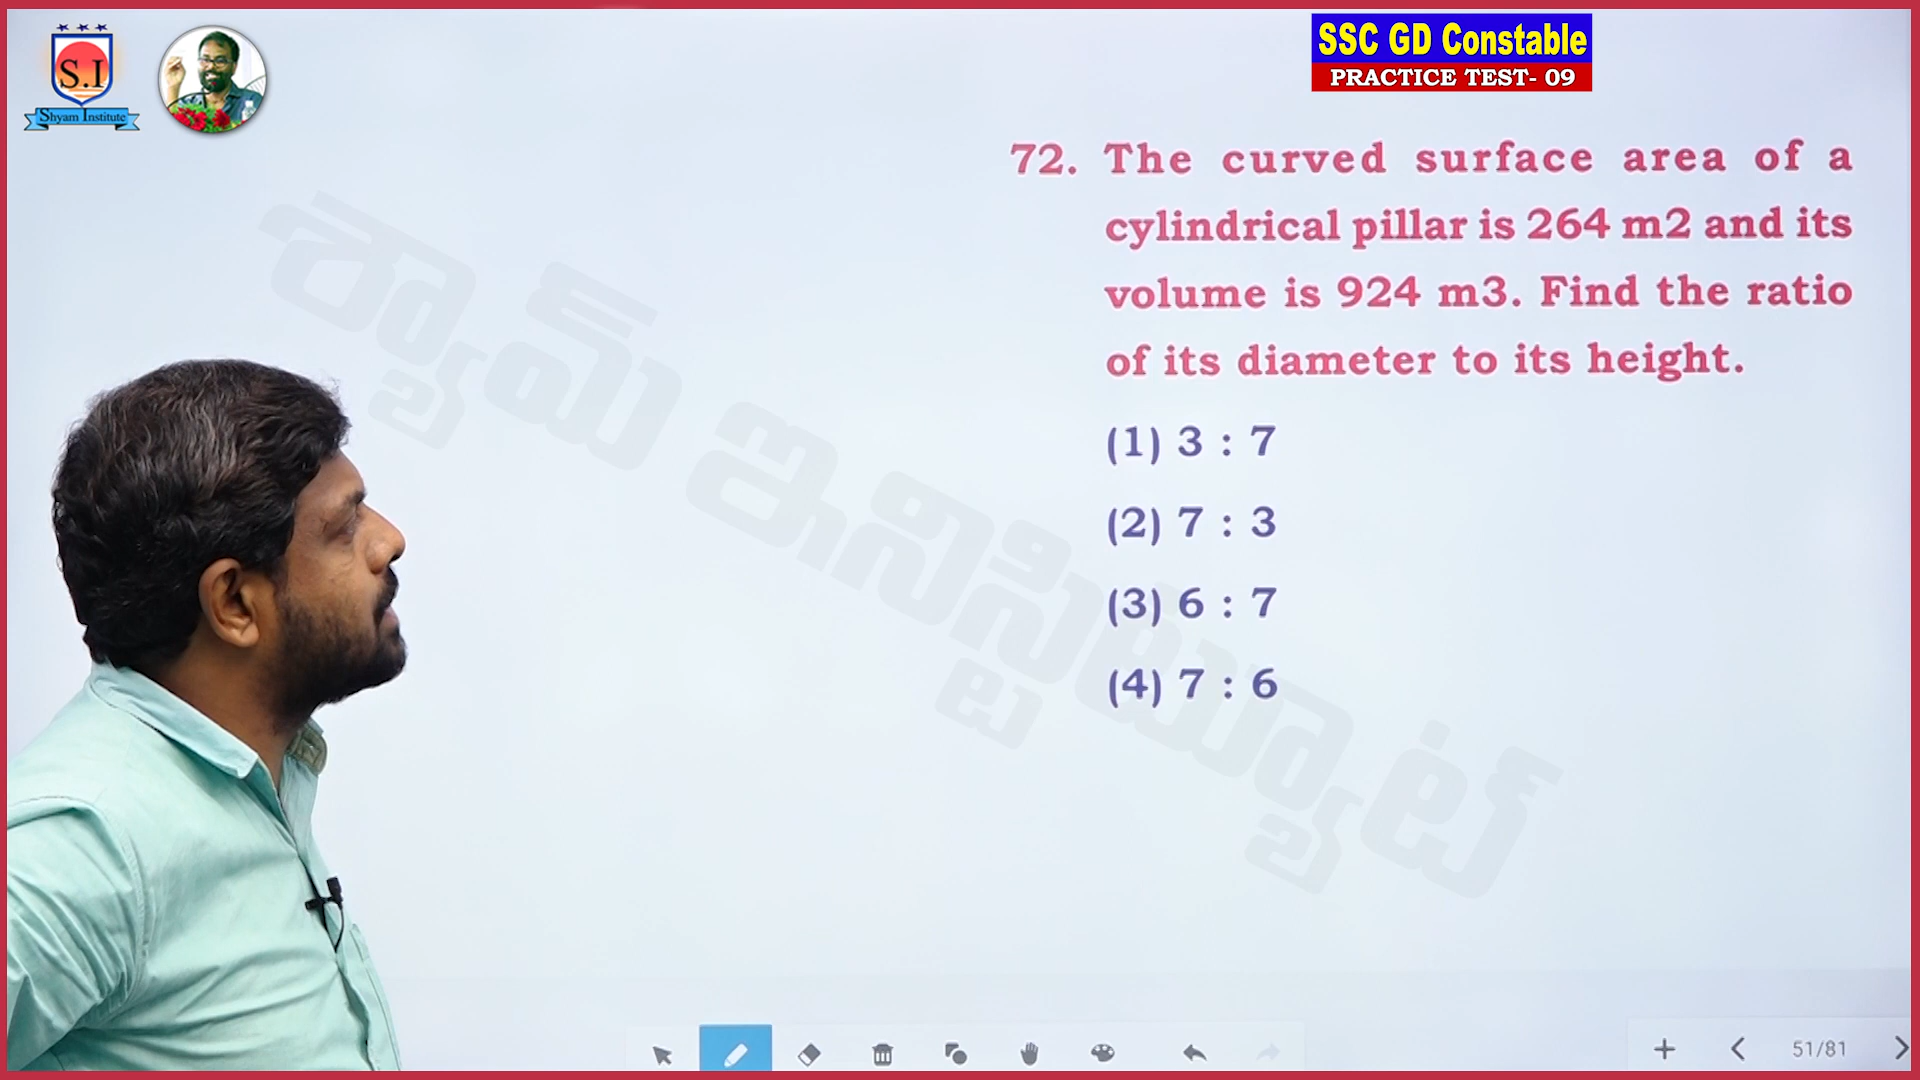 S.I
Shyam Institute
SSC GD Constable
PRACTICE TEST- 09
72. The curved surface area of a
cylindrical pillar is 264 m2 and its
volume is 924 m3. Find the ratio
of its diameter to its height.
(1) 3 : 7
(2) 7 : 3
(3) 6 : 7
(4) 7 : 6
శ్యామ్ ఇన్స్టిట్యూట్
51/81